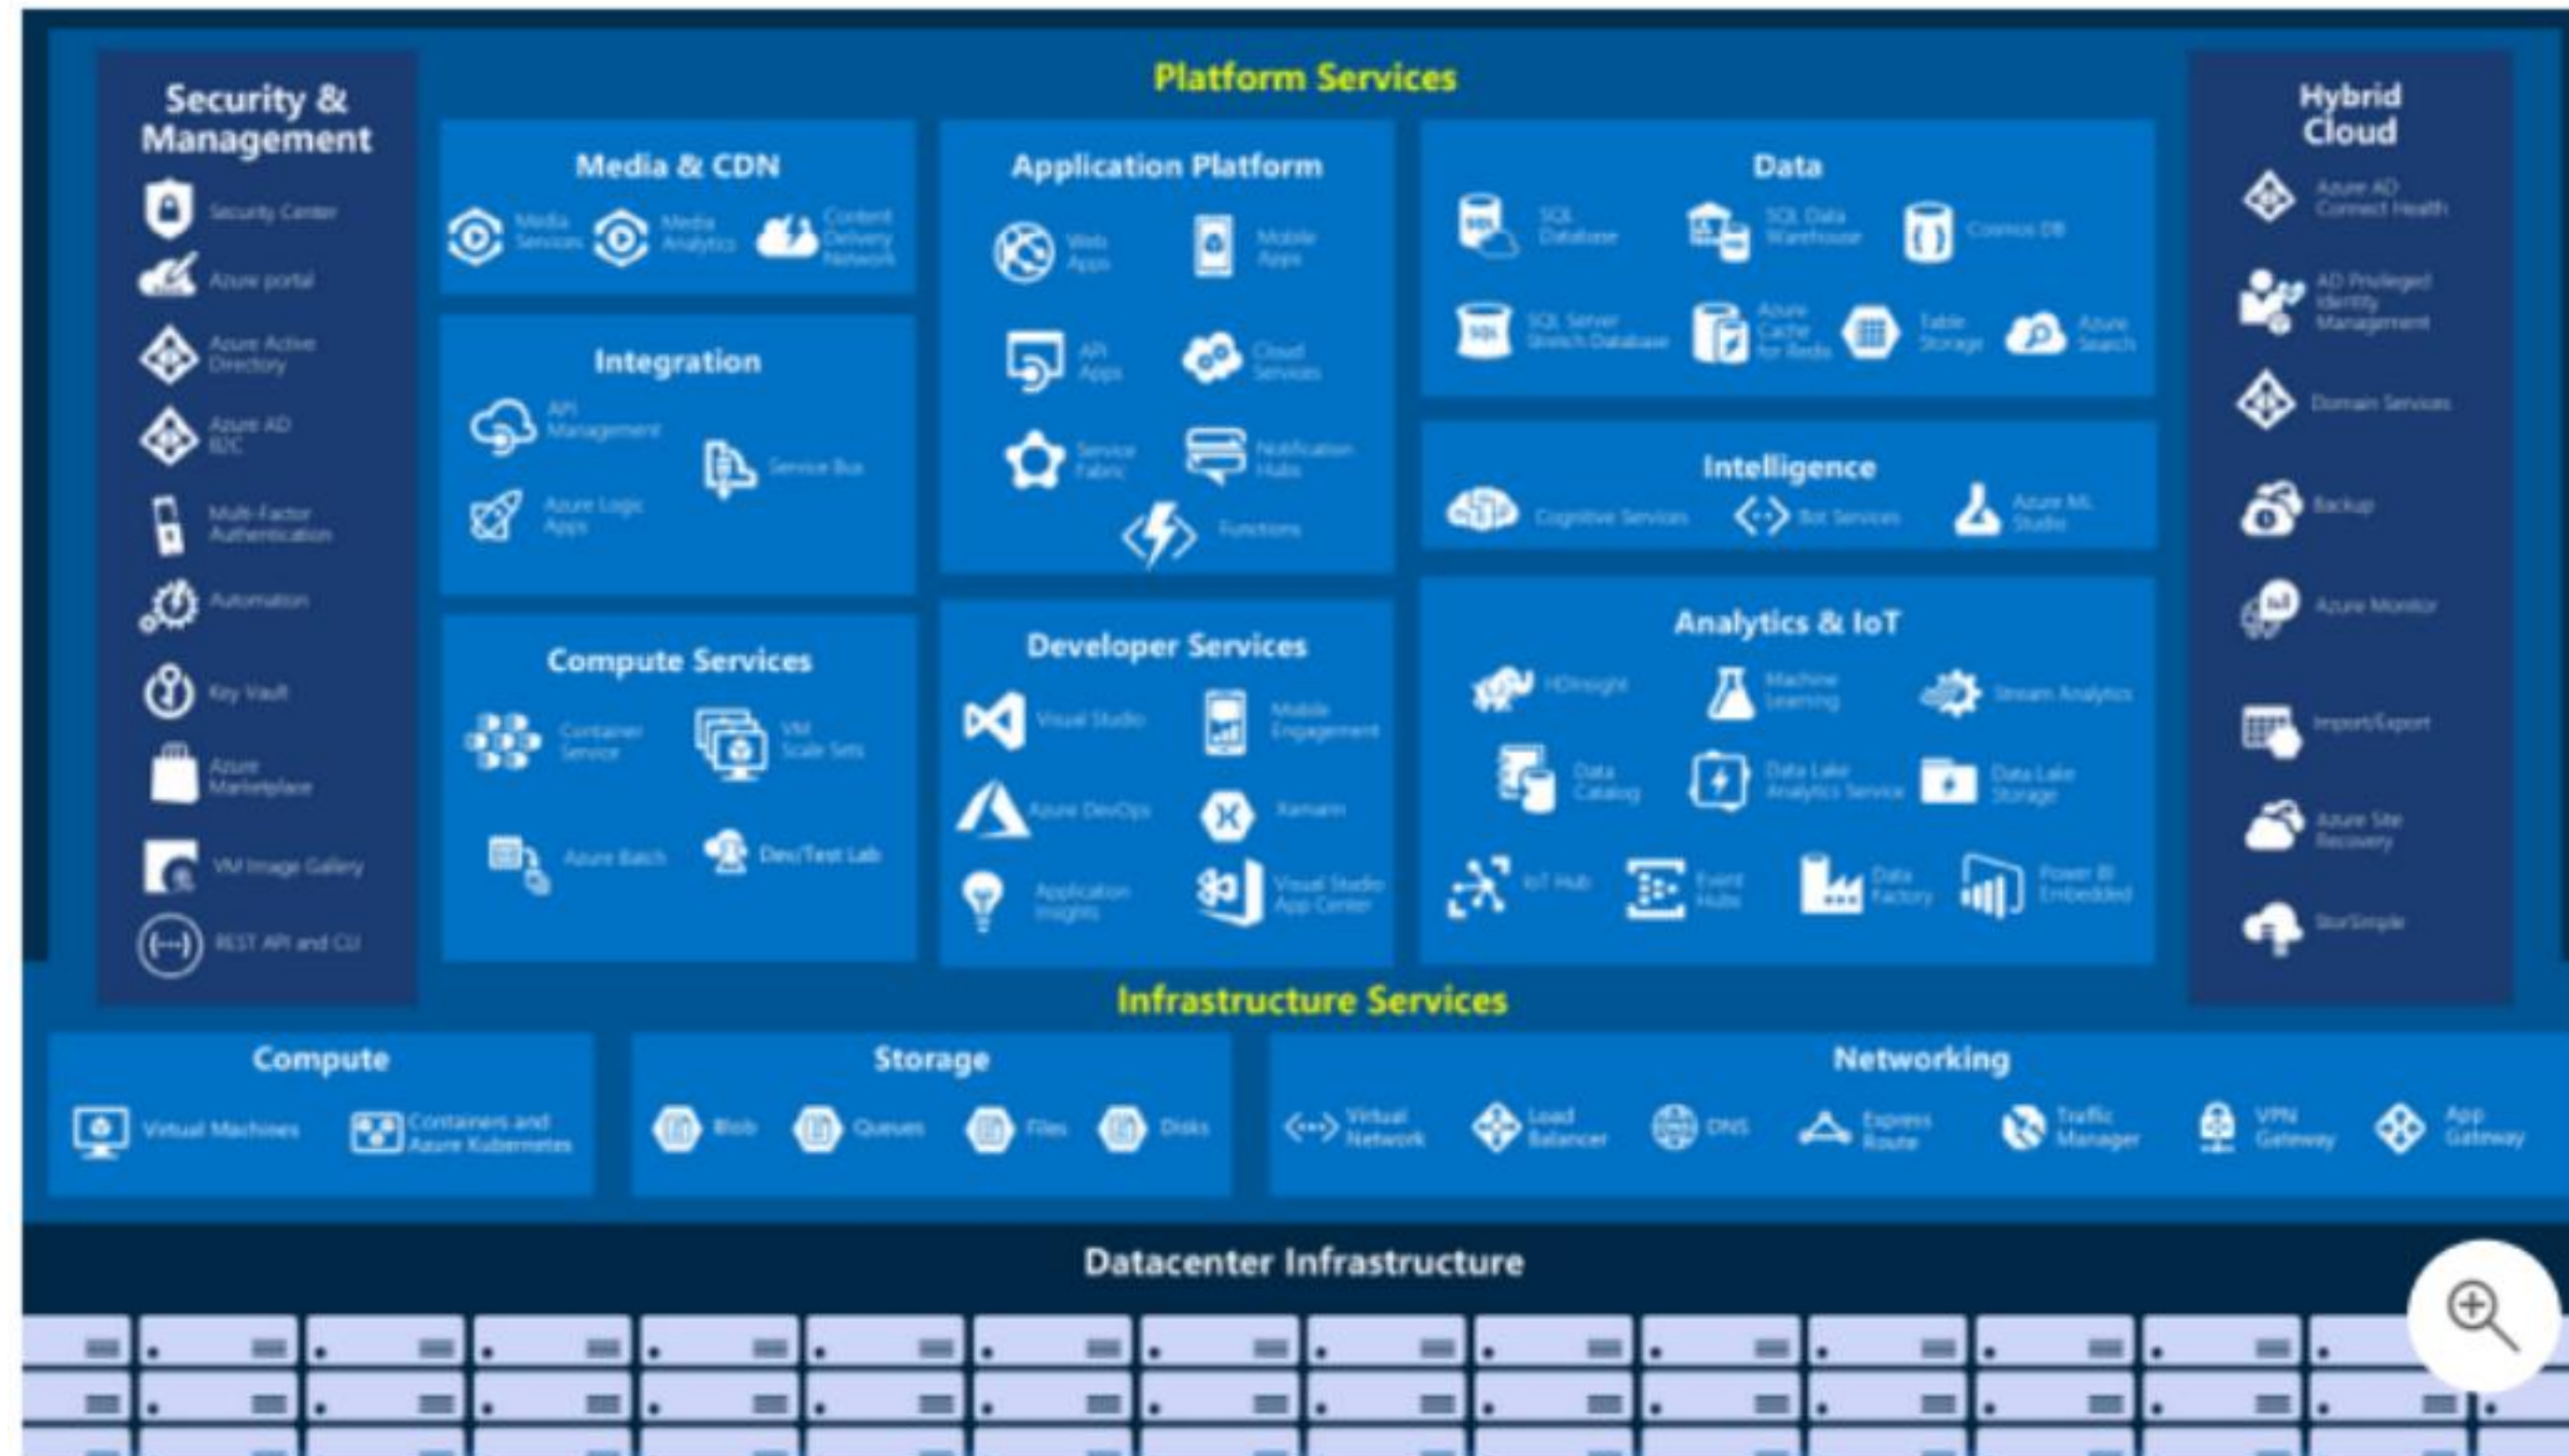 Platform Services
Security &
Management
Security Center
Azure portal
Azure Active
Directory
Azure AD
B2C
Multi-Factor
Authentication
Automation
Key Vault
Azure
Marketplace
VM Image Gallery
REST API and CLI
Media & CDN
Media
Services
Media
Analytics
Content
Delivery
Network
Integration
API
Management
Service Bus
Azure Logic
Apps
Compute Services
Container
Service
VM
Scale Sets
Azure Batch
Dev/Test Lab
Application Platform
Web
Apps
Mobile
Apps
API
Apps
Cloud
Services
Service
Fabric
Notification
Hubs
Functions
Developer Services
Visual Studio
Mobile
Engagement
Azure DevOps
Xamarin
Application
Insights
Visual Studio
App Center
Data
SQL
Database
SQL Data
Warehouse
Cosmos DB
SQL Server
Stretch Database
Azure
Cache
for Redis
Table
Storage
Azure
Search
SQL
SQL
Intelligence
Cognitive Services
Bot Services
Azure ML
Studio
Analytics & IoT
HDInsight
Machine
Learning
Stream Analytics
Data
Catalog
Data Lake
Analytics Service
Data Lake
Storage
IoT Hub
Event
Hubs
Data
Factory
Power BI
Embedded
Hybrid
Cloud
Azure AD
Connect Health
AD Privileged
Identity
Management
Domain Services
Backup
Azure Monitor
Import/Export
Azure Site
Recovery
StorSimple
Infrastructure Services
Compute
Virtual Machines
Containers and
Azure Kubernetes
Storage
Blob
Queues
Files
Disks
Networking
Virtual
Network
Load
Balancer
DNS
Express
Route
Traffic
Manager
VPN
Gateway
App
Gateway
Datacenter Infrastructure